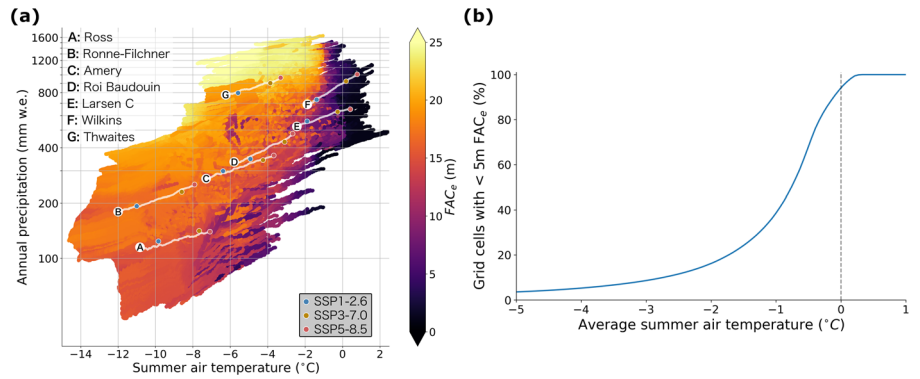 (a)
(b)
A: Ross
B: Ronne-Filchner
C: Amery
D: Roi Baudouin
E: Larsen C
F: Wilkins
G: Thwaites
Annual precipitation (mm w.e.)
1600
1200
800
400
200
100
G
F
E
D
C
B
A
SSP1-2.6
SSP3-7.0
SSP5-8.5
−14 −12 −10 −8 −6 −4 −2 0 2
Summer air temperature (°C)
25
20
15
10
5
0
FACₑ (m)
Grid cells with < 5m FACₑ (%)
100
80
60
40
20
0
−5 −4 −3 −2 −1 0 1
Average summer air temperature (°C)